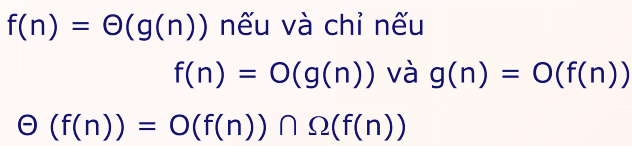 f(n) = Θ(g(n)) nếu và chỉ nếu
f(n) = O(g(n)) và g(n) = O(f(n))
Θ (f(n)) = O(f(n)) ∩ Ω(f(n))